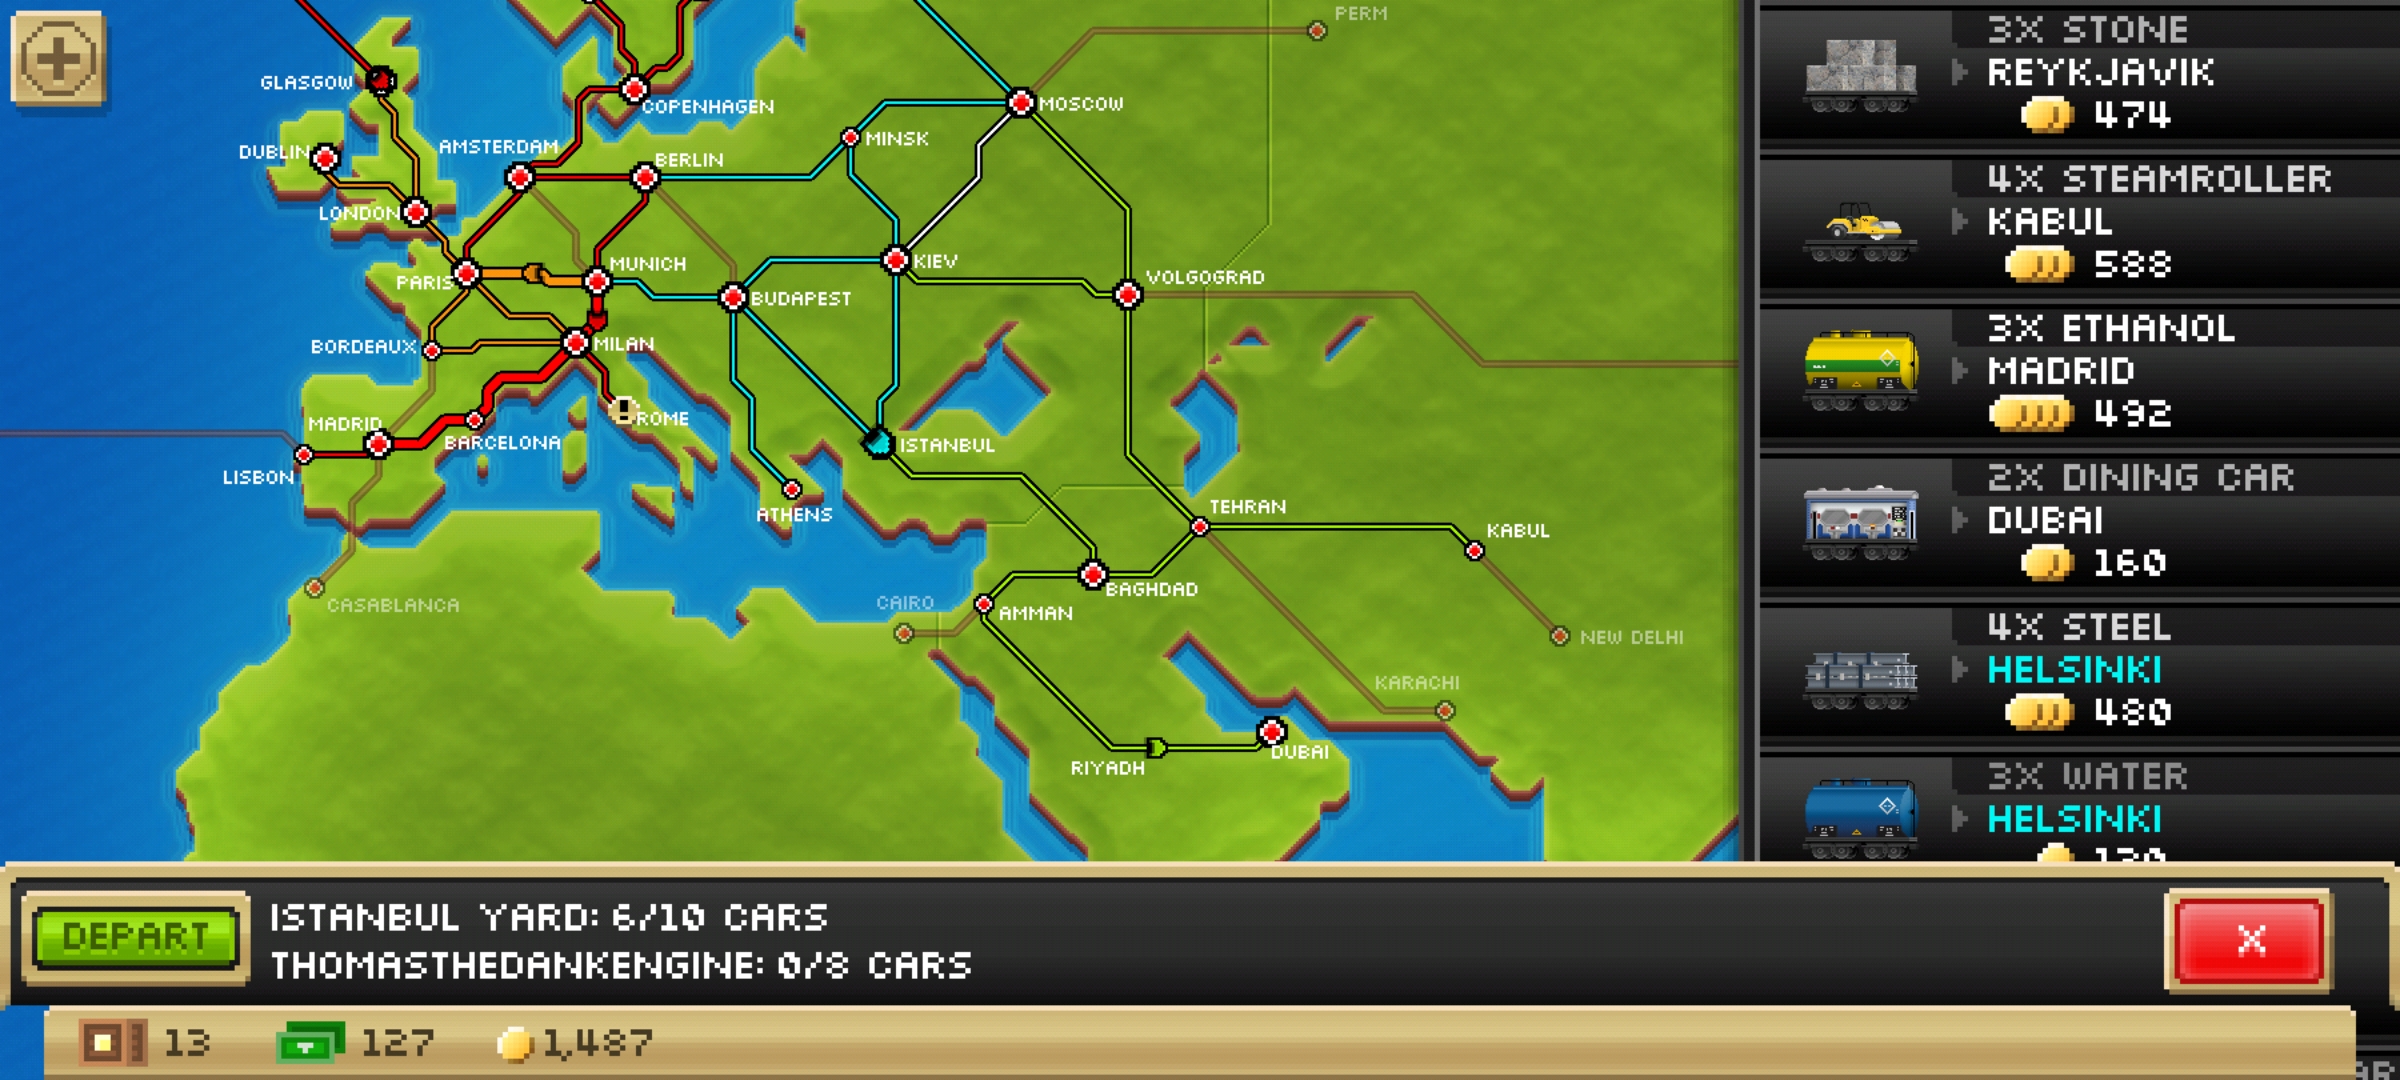 PERM
GLASGOW
COPENHAGEN
MOSCOW
MINSK
DUBLIN
AMSTERDAM
BERLIN
LONDON
PARIS
MUNICH
KIEV
BUDAPEST
VOLGOGRAD
BORDEAUX
MILAN
MADRID
ROME
BARCELONA
ISTANBUL
LISBON
ATHENS
TEHRAN
KABUL
CASABLANCA
CAIRO
BAGHDAD
AMMAN
NEW DELHI
KARACHI
RIYADH
DUBAI
3X STONE
REYKJAVIK
474
4X STEAMROLLER
KABUL
588
3X ETHANOL
MADRID
492
2X DINING CAR
DUBAI
160
4X STEEL
HELSINKI
480
3X WATER
HELSINKI
DEPART
ISTANBUL YARD: 6/10 CARS
THOMASTHEDANKENGINE: 0/8 CARS
X
13
127
1,487